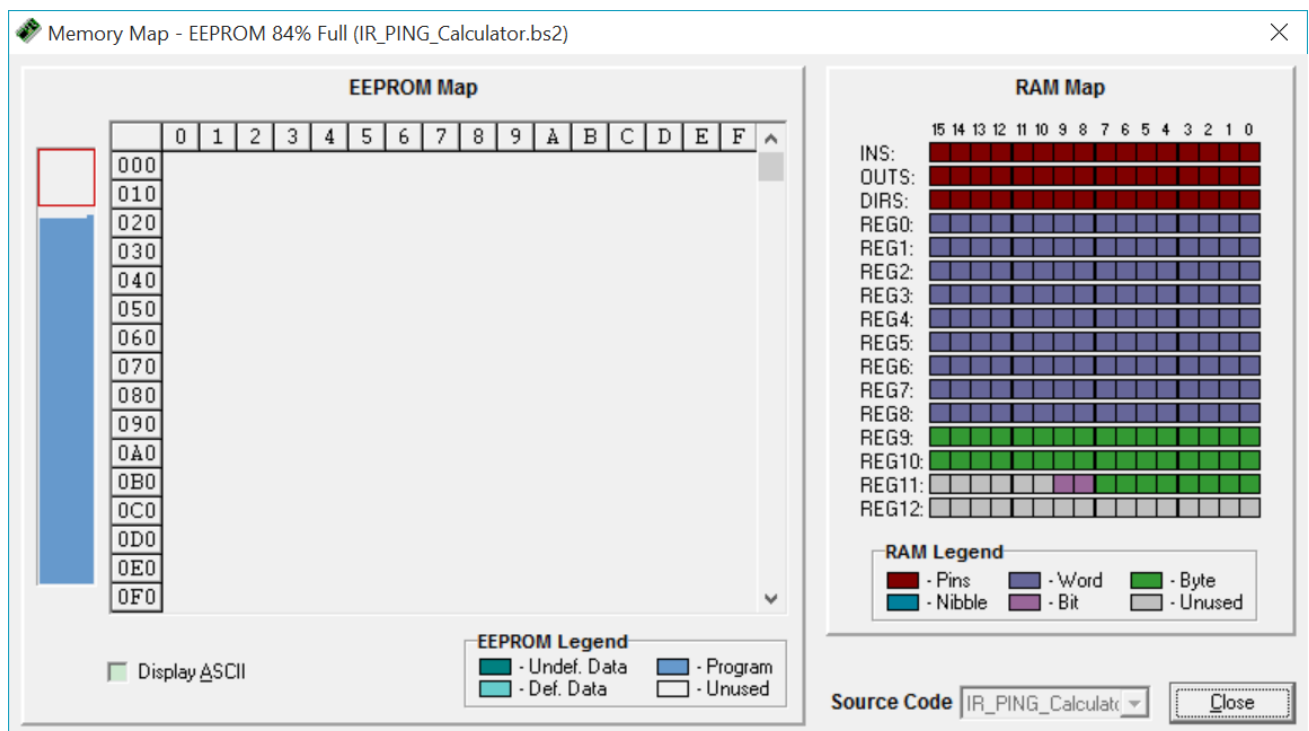 Memory Map - EEPROM 84% Full (IR_PING_Calculator.bs2)
EEPROM Map
0 1 2 3 4 5 6 7 8 9 A B C D E F
000
010
020
030
040
050
060
070
080
090
0A0
0B0
0C0
0D0
0E0
0F0
Display ASCII
EEPROM Legend
- Undef. Data - Program
- Def. Data - Unused
RAM Map
15 14 13 12 11 10 9 8 7 6 5 4 3 2 1 0
INS:
OUTS:
DIRS:
REG0:
REG1:
REG2:
REG3:
REG4:
REG5:
REG6:
REG7:
REG8:
REG9:
REG10:
REG11:
REG12:
RAM Legend
- Pins - Word - Byte
- Nibble - Bit - Unused
Source Code IR_PING_Calculatc Close